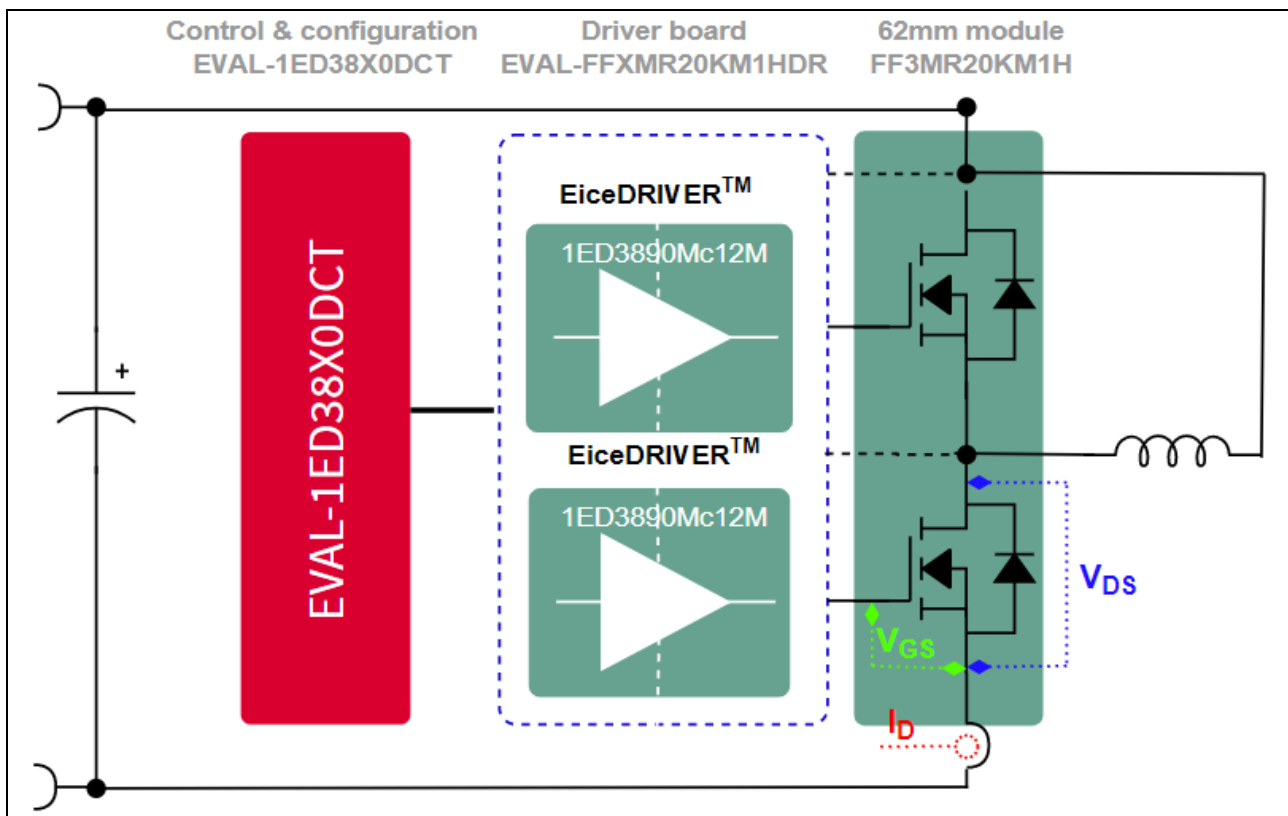 Control & configuration
EVAL-1ED38X0DCT
Driver board
EVAL-FFXMR20KM1HDR
62mm module
FF3MR20KM1H
EVAL-1ED38X0DCT
EiceDRIVER™
1ED3890Mc12M
EiceDRIVER™
1ED3890Mc12M
+
VDS
VGS
ID